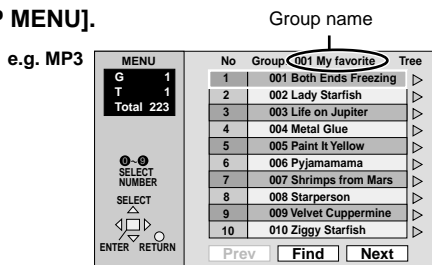 P MENU].
Group name
e.g. MP3
MENU
G 1
T 1
Total 223
0~9
SELECT
NUMBER
SELECT
ENTER RETURN
No Group 001 My favorite Tree
1 001 Both Ends Freezing
2 002 Lady Starfish
3 003 Life on Jupiter
4 004 Metal Glue
5 005 Paint It Yellow
6 006 Pyjamamama
7 007 Shrimps from Mars
8 008 Starperson
9 009 Velvet Cuppermine
10 010 Ziggy Starfish
Prev Find Next